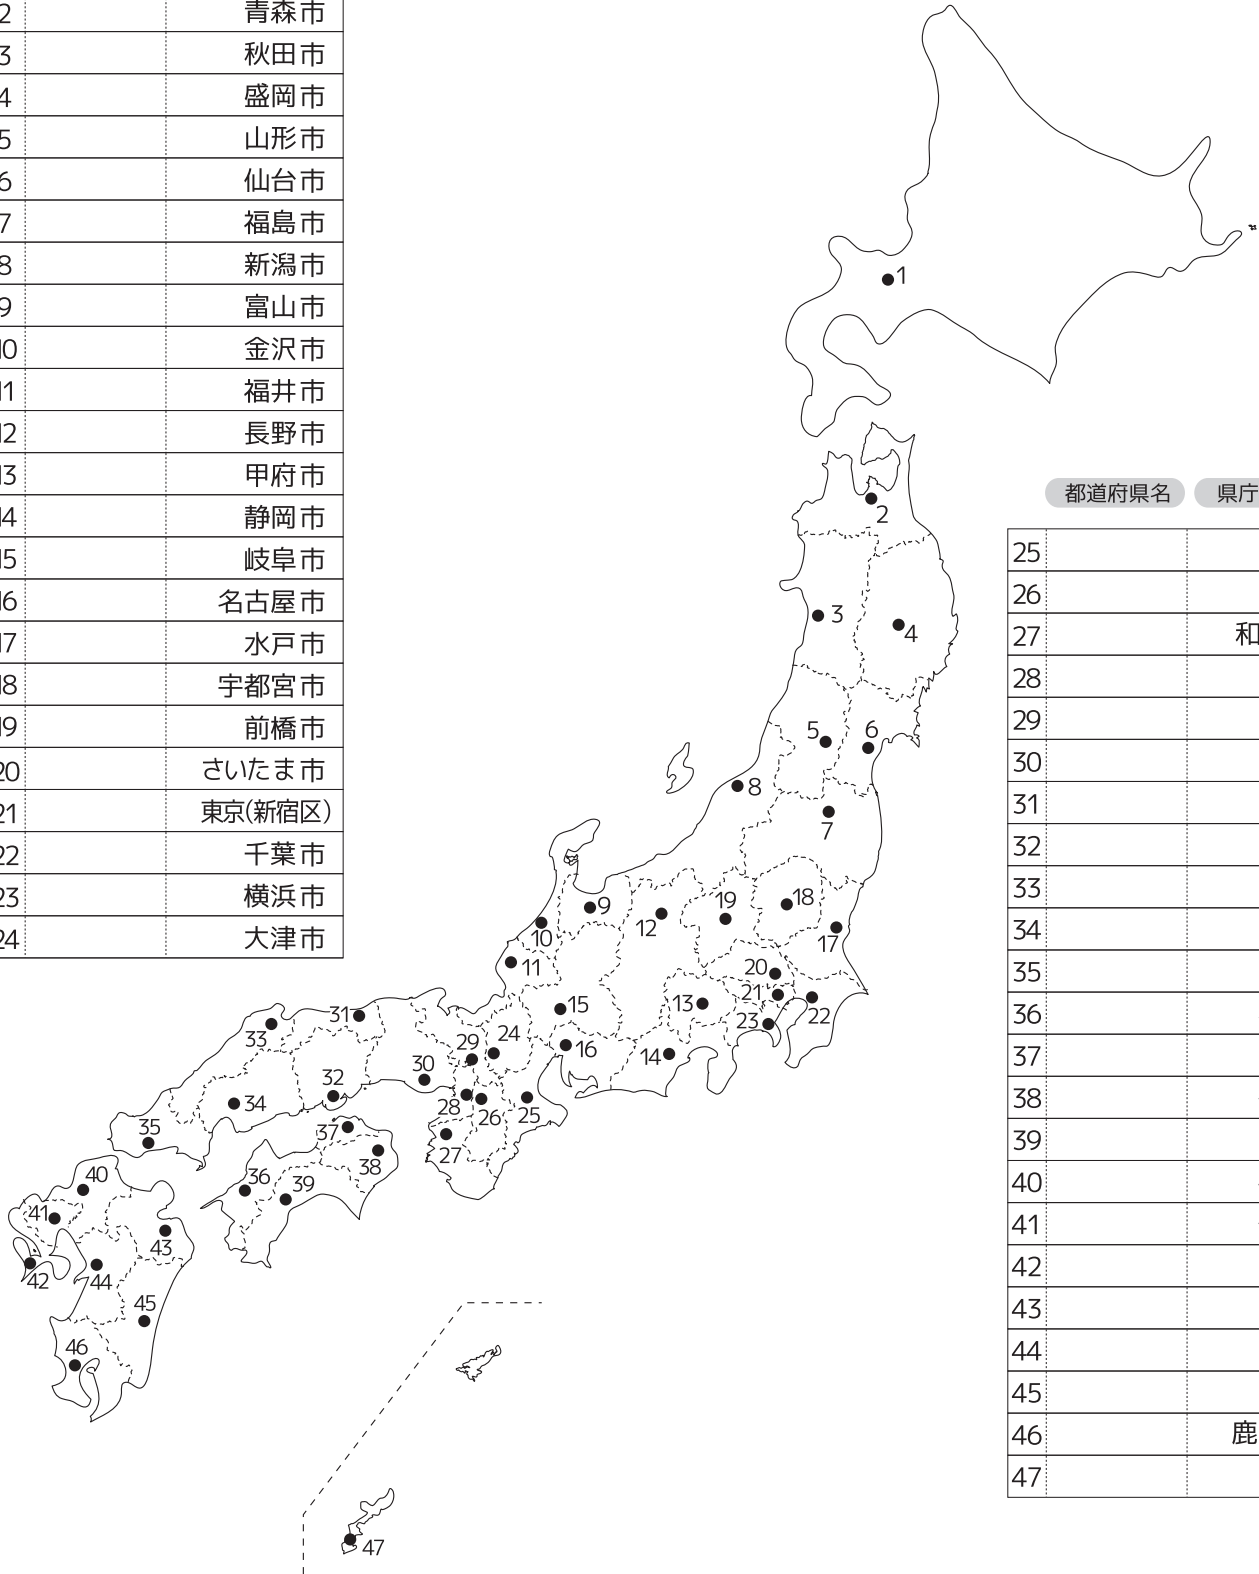 2 青森市
3 秋田市
4 盛岡市
5 山形市
6 仙台市
7 福島市
8 新潟市
9 富山市
10 金沢市
11 福井市
12 長野市
13 甲府市
14 静岡市
15 岐阜市
16 名古屋市
17 水戸市
18 宇都宮市
19 前橋市
20 さいたま市
21 東京(新宿区)
22 千葉市
23 横浜市
24 大津市
1
2
3
4
5
6
8
7
9
18
19
12
10
17
11
20
21
15
13
22
31
23
33
24
16
29
14
30
32
34
28
26
25
37
35
27
38
40
36
39
41
43
42
44
45
46
47
都道府県名 県庁
25
26
27 和
28
29
30
31
32
33
34
35
36
37
38
39
40
41
42
43
44
45
46 鹿
47